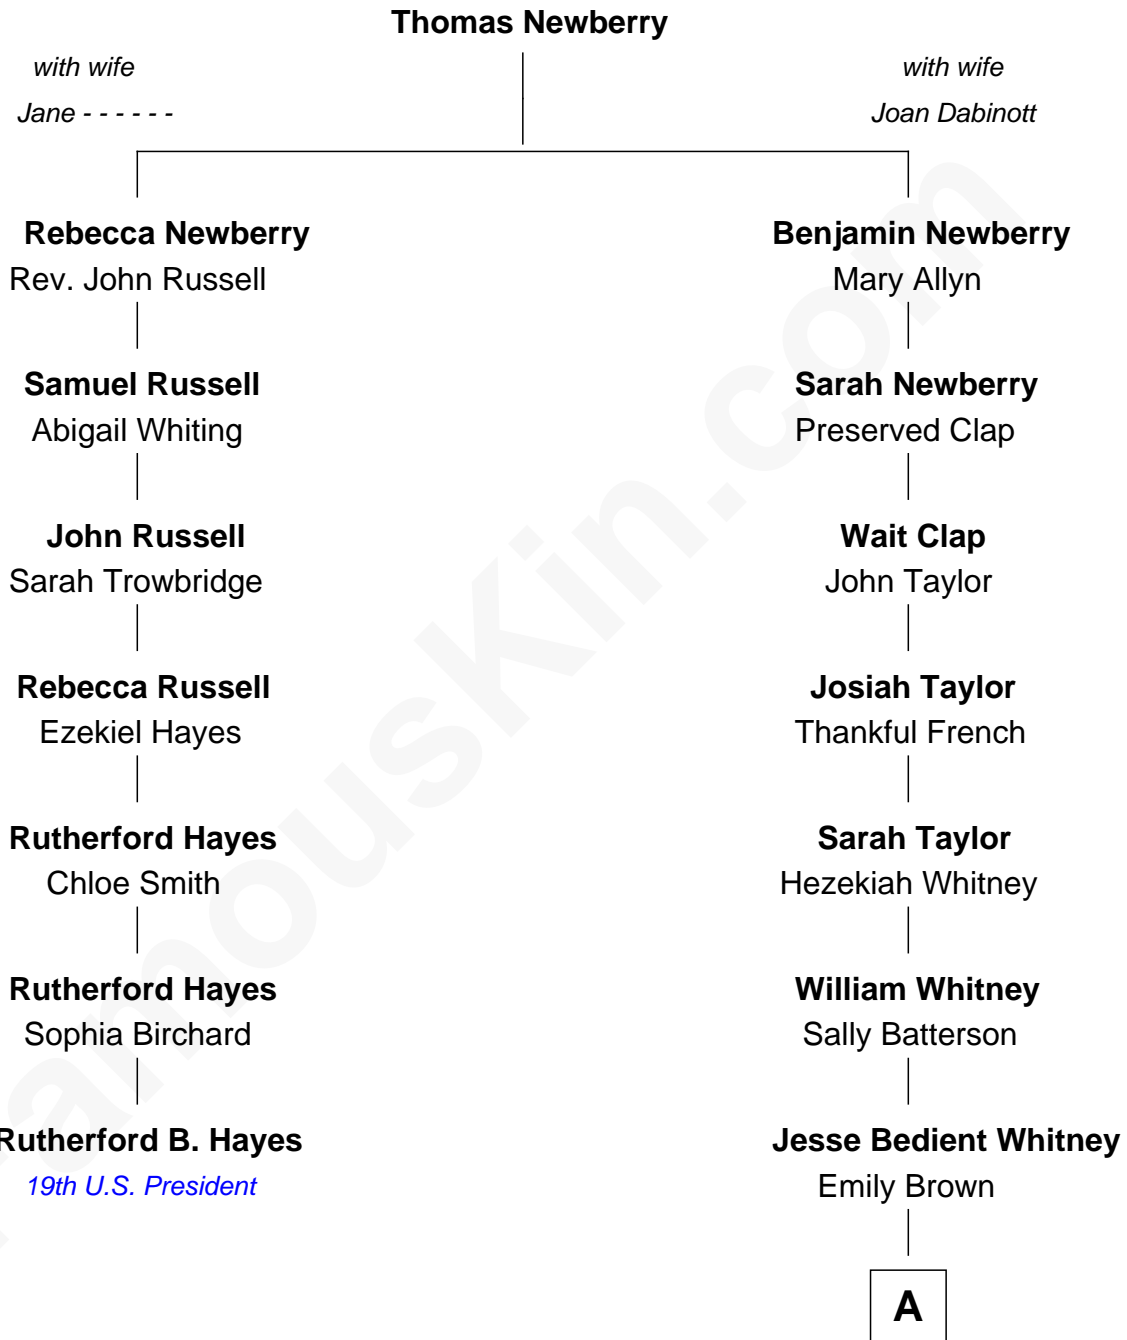 Thomas Newberry
with wife
Jane - - - - - -
with wife
Joan Dabinott
Rebecca Newberry
Rev. John Russell
Benjamin Newberry
Mary Allyn
Samuel Russell
Abigail Whiting
Sarah Newberry
Preserved Clap
John Russell
Sarah Trowbridge
Wait Clap
John Taylor
Rebecca Russell
Ezekiel Hayes
Josiah Taylor
Thankful French
Rutherford Hayes
Chloe Smith
Sarah Taylor
Hezekiah Whitney
Rutherford Hayes
Sophia Birchard
William Whitney
Sally Batterson
Rutherford B. Hayes
19th U.S. President
Jesse Bedient Whitney
Emily Brown
A
FamousKin.com